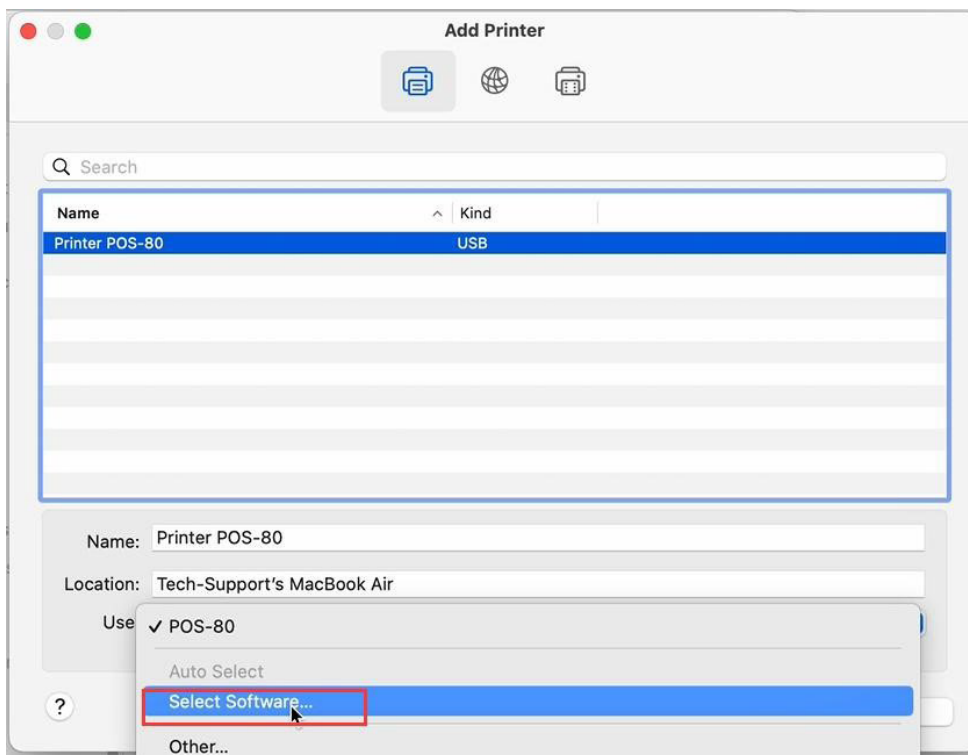 Add Printer
Search
Name Kind
Printer POS-80 USB
Name: Printer POS-80
Location: Tech-Support’s MacBook Air
Use
✓ POS-80
Auto Select
Select Software...
?
Other...